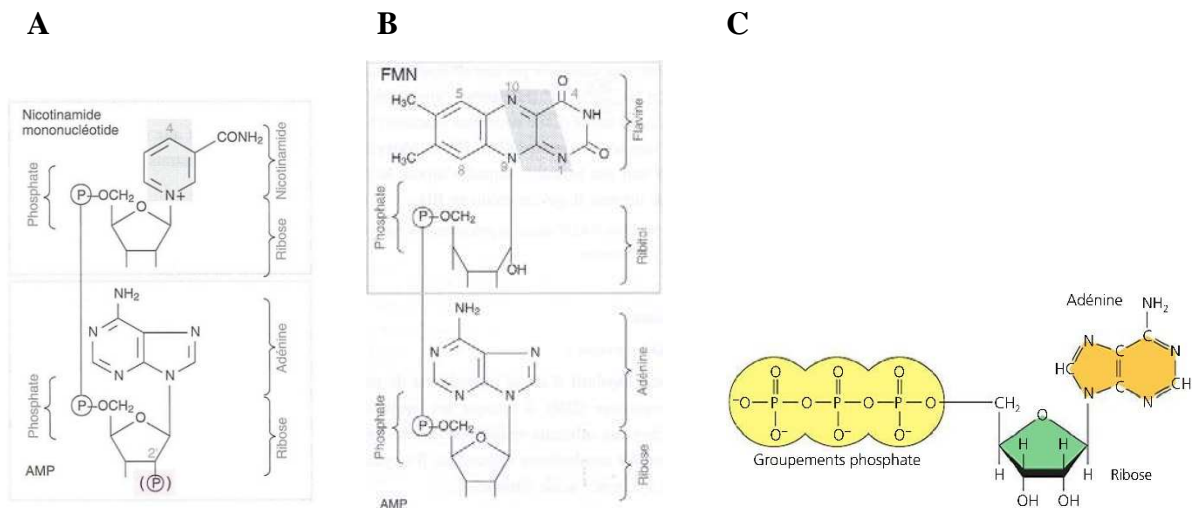 A
B
C
Nicotinamide
mononucléotide
4
CONH₂
N+
Phosphate
P
OCH₂
O
Nicotinamide
Ribose
NH₂
N
N
N
N
Adénine
Phosphate
P
OCH₂
O
2'
Ribose
AMP
(P)
FMN
H₃C
H₃C
5
10
N
O
4
NH
O
8
9
N
N
1
Flavine
Phosphate
P
OCH₂
OH
Ribitol
NH₂
N
N
N
N
Adénine
Phosphate
P
OCH₂
O
Ribose
AMP
Adénine
NH₂
N
C
C
N
HC
C
CH
N
N
O
O
O
⁻O
P
O
P
O
P
O
CH₂
O⁻
O⁻
O⁻
Groupements phosphate
O
H
H
H
H
OH
OH
Ribose